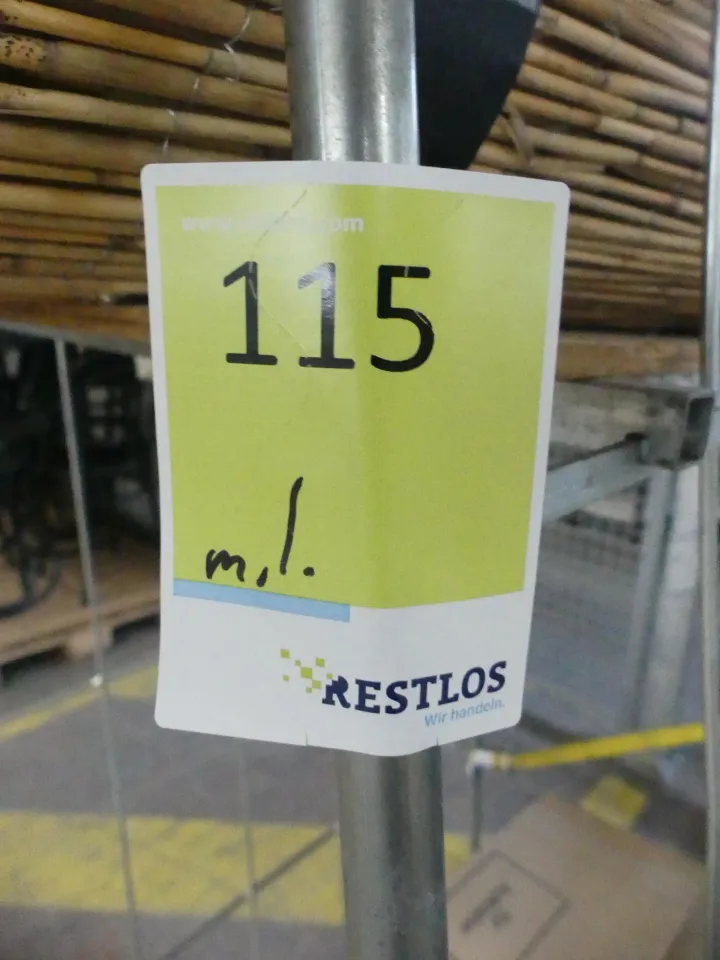 115
m.l.
RESTLOS
Wir handeln.